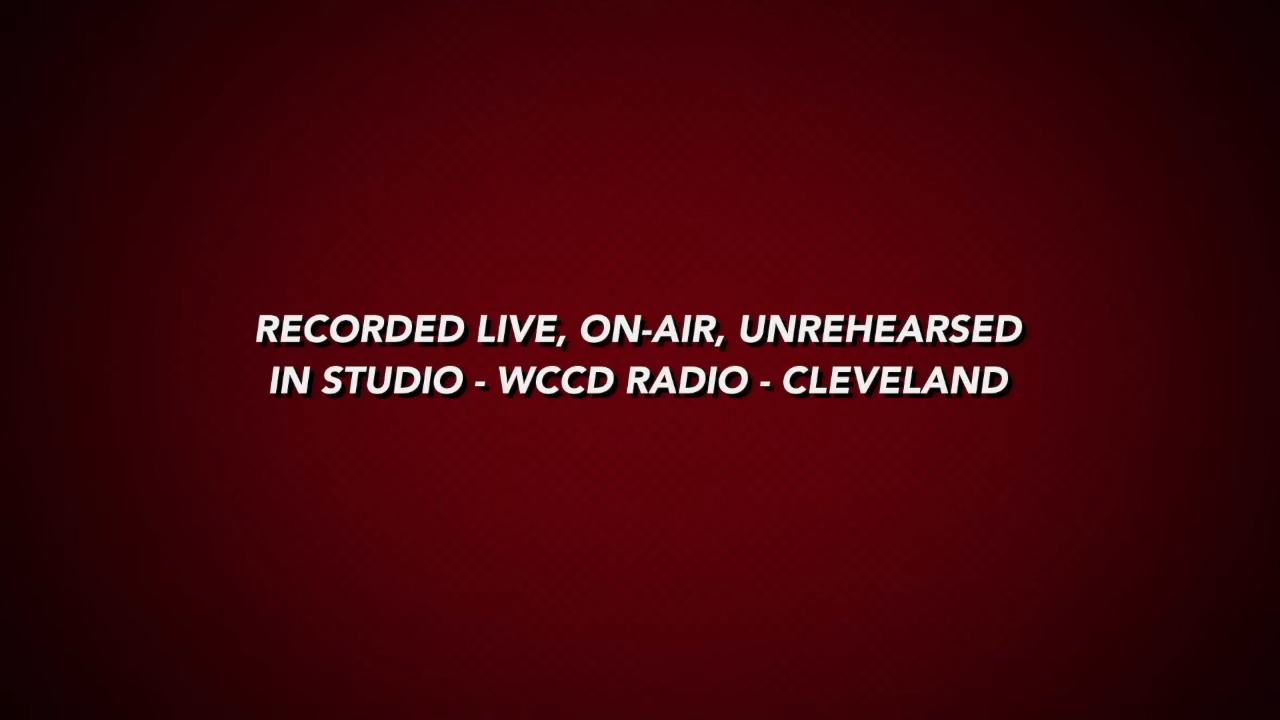 RECORDED LIVE, ON-AIR, UNREHEARSED
IN STUDIO - WCCD RADIO - CLEVELAND